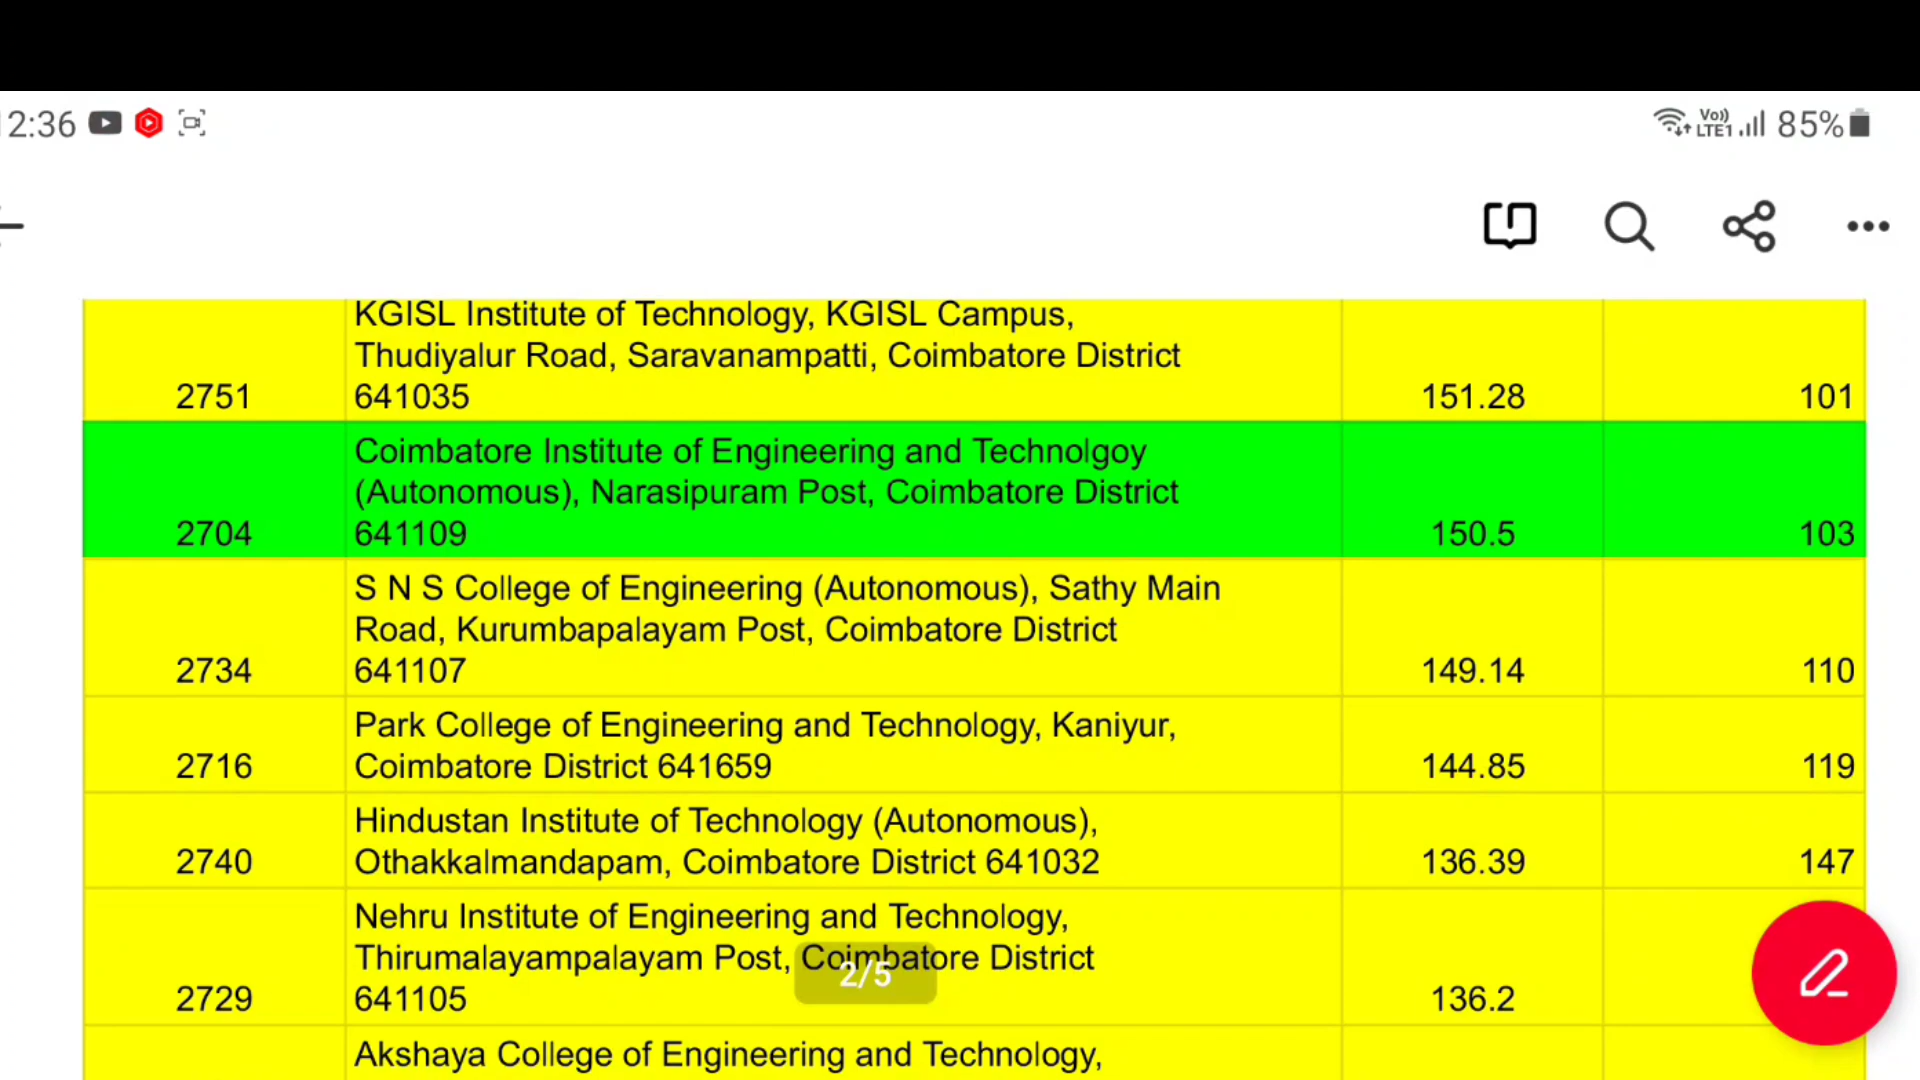 2:36
Vo))
LTE1
85%
KGISL Institute of Technology, KGISL Campus,
Thudiyalur Road, Saravanampatti, Coimbatore District
2751 641035 151.28 101
Coimbatore Institute of Engineering and Technolgoy
(Autonomous), Narasipuram Post, Coimbatore District
2704 641109 150.5 103
S N S College of Engineering (Autonomous), Sathy Main
Road, Kurumbapalayam Post, Coimbatore District
2734 641107 149.14 110
Park College of Engineering and Technology, Kaniyur,
2716 Coimbatore District 641659 144.85 119
Hindustan Institute of Technology (Autonomous),
2740 Othakkalmandapam, Coimbatore District 641032 136.39 147
Nehru Institute of Engineering and Technology,
Thirumalayampalayam Post, Coimbatore District
2/5
2729 641105 136.2
Akshaya College of Engineering and Technology,